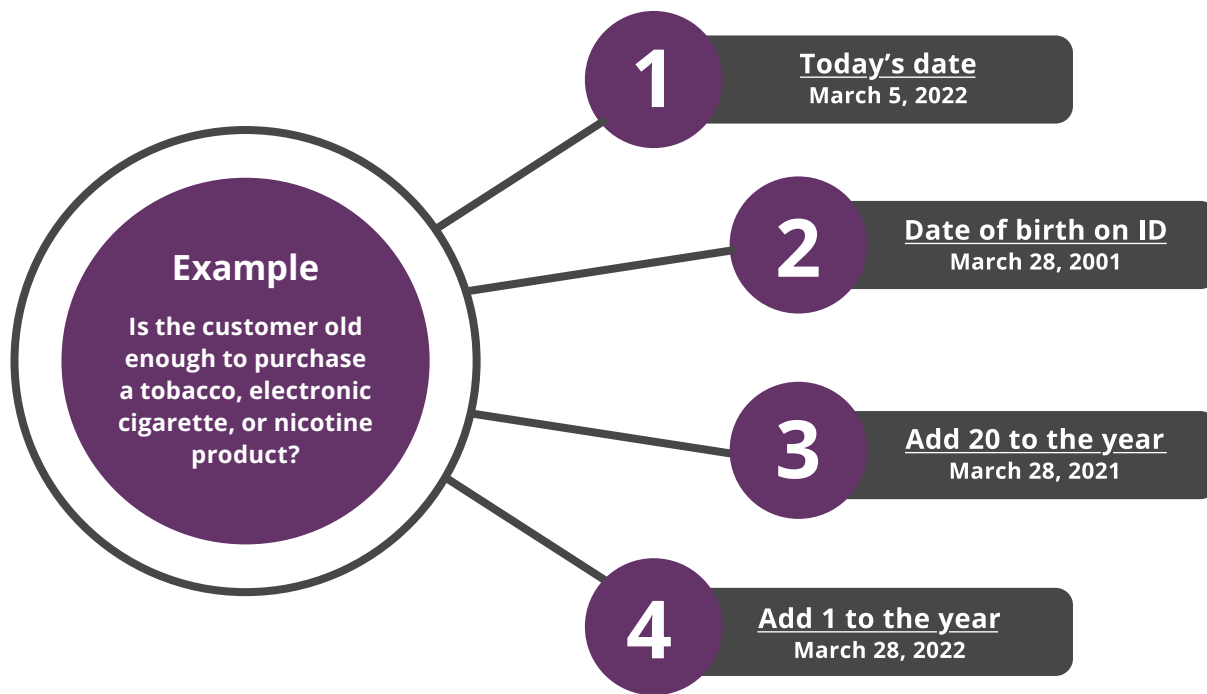 Example
Is the customer old
enough to purchase
a tobacco, electronic
cigarette, or nicotine
product?
1
Today’s date
March 5, 2022
2
Date of birth on ID
March 28, 2001
3
Add 20 to the year
March 28, 2021
4
Add 1 to the year
March 28, 2022